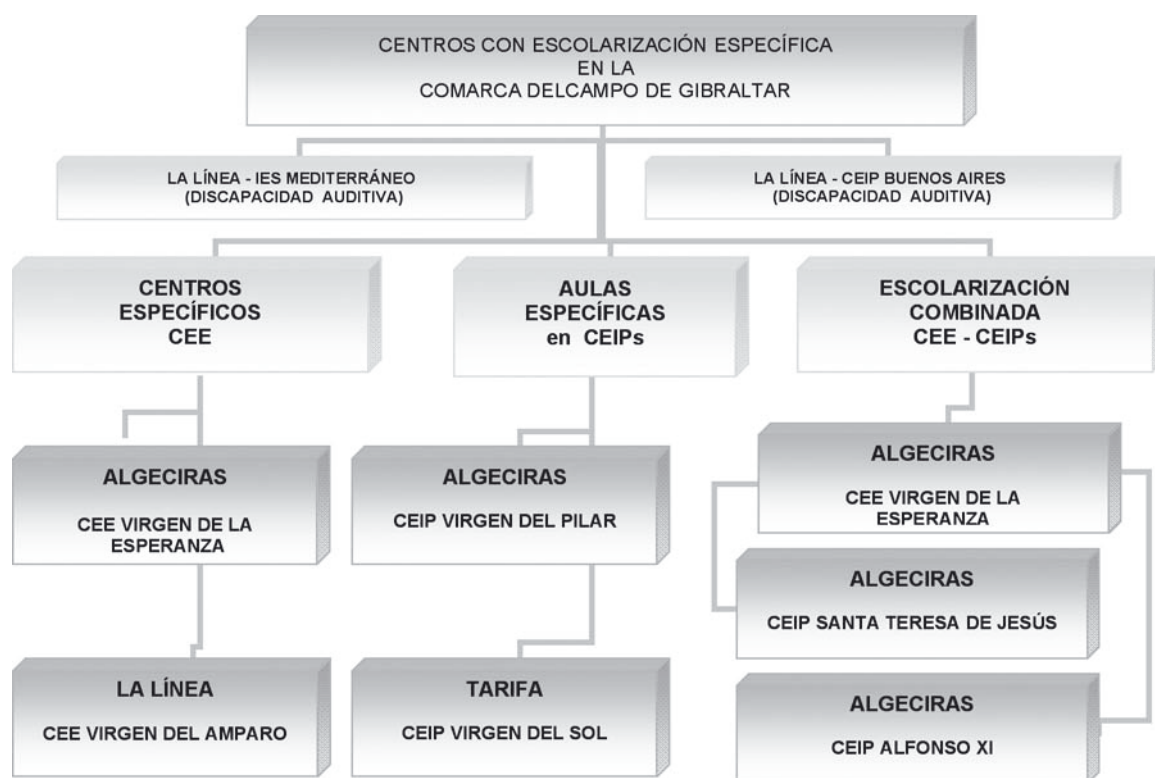 CENTROS CON ESCOLARIZACIÓN ESPECÍFICA
EN LA
COMARCA DELCAMPO DE GIBRALTAR
LA LÍNEA - IES MEDITERRÁNEO
(DISCAPACIDAD AUDITIVA)
LA LÍNEA - CEIP BUENOS AIRES
(DISCAPACIDAD AUDITIVA)
CENTROS
ESPECÍFICOS
CEE
AULAS
ESPECÍFICAS
en CEIPs
ESCOLARIZACIÓN
COMBINADA
CEE - CEIPs
ALGECIRAS
CEE VIRGEN DE LA
ESPERANZA
ALGECIRAS
CEIP VIRGEN DEL PILAR
ALGECIRAS
CEE VIRGEN DE LA
ESPERANZA
ALGECIRAS
CEIP SANTA TERESA DE JESÚS
LA LÍNEA
CEE VIRGEN DEL AMPARO
TARIFA
CEIP VIRGEN DEL SOL
ALGECIRAS
CEIP ALFONSO XI